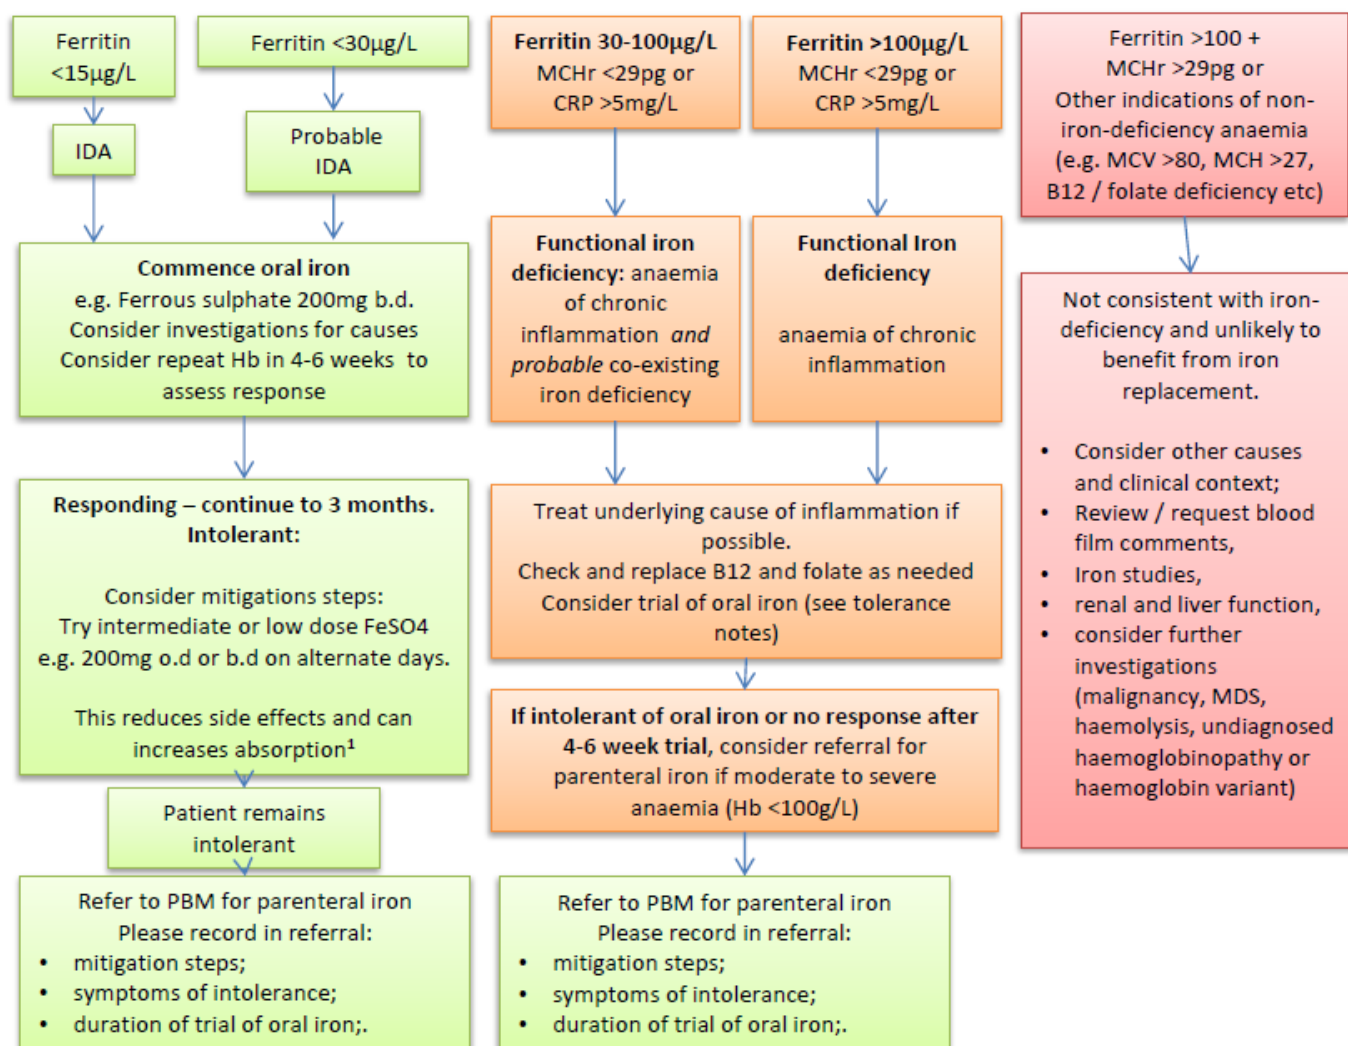 Ferritin
<15µg/L
Ferritin <30µg/L
Ferritin 30-100µg/L
MCHr <29pg or
CRP >5mg/L
Ferritin >100µg/L
MCHr <29pg or
CRP >5mg/L
Ferritin >100 +
MCHr >29pg or
Other indications of non-
iron-deficiency anaemia
(e.g. MCV >80, MCH >27,
B12 / folate deficiency etc)
IDA
Probable
IDA
Commence oral iron
e.g. Ferrous sulphate 200mg b.d.
Consider investigations for causes
Consider repeat Hb in 4-6 weeks to
assess response
Functional iron
deficiency: anaemia
of chronic
inflammation and
probable co-existing
iron deficiency
Functional Iron
deficiency
anaemia of chronic
inflammation
Not consistent with iron-
deficiency and unlikely to
benefit from iron
replacement.
• Consider other causes
and clinical context;
• Review / request blood
film comments,
• Iron studies,
• renal and liver function,
• consider further
investigations
(malignancy, MDS,
haemolysis, undiagnosed
haemoglobinopathy or
haemoglobin variant)
Responding – continue to 3 months.
Intolerant:
Consider mitigations steps:
Try intermediate or low dose FeSO4
e.g. 200mg o.d or b.d on alternate days.
This reduces side effects and can
increases absorption¹
Treat underlying cause of inflammation if
possible.
Check and replace B12 and folate as needed
Consider trial of oral iron (see tolerance
notes)
If intolerant of oral iron or no response after
4-6 week trial, consider referral for
parenteral iron if moderate to severe
anaemia (Hb <100g/L)
Patient remains
intolerant
Refer to PBM for parenteral iron
Please record in referral:
• mitigation steps;
• symptoms of intolerance;
• duration of trial of oral iron;.
Refer to PBM for parenteral iron
Please record in referral:
• mitigation steps;
• symptoms of intolerance;
• duration of trial of oral iron;.